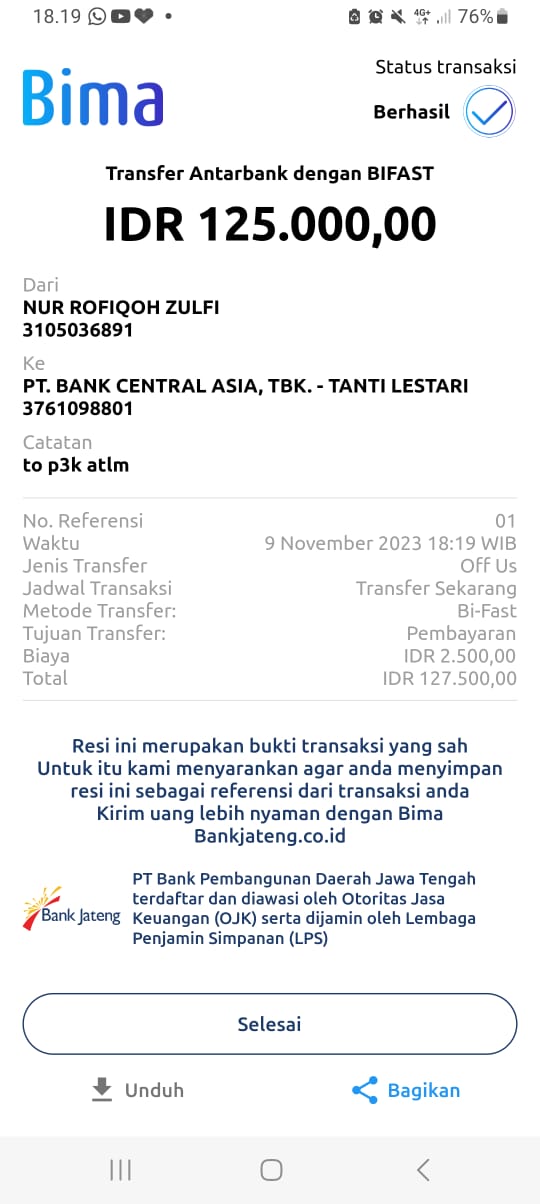 18.19
4G+
76%
Bima
Status transaksi
Berhasil
Transfer Antarbank dengan BIFAST
IDR 125.000,00
Dari
NUR ROFIQOH ZULFI
3105036891
Ke
PT. BANK CENTRAL ASIA, TBK. - TANTI LESTARI
3761098801
Catatan
to p3k atlm
No. Referensi 01
Waktu 9 November 2023 18:19 WIB
Jenis Transfer Off Us
Jadwal Transaksi Transfer Sekarang
Metode Transfer: Bi-Fast
Tujuan Transfer: Pembayaran
Biaya IDR 2.500,00
Total IDR 127.500,00
Resi ini merupakan bukti transaksi yang sah
Untuk itu kami menyarankan agar anda menyimpan
resi ini sebagai referensi dari transaksi anda
Kirim uang lebih nyaman dengan Bima
Bankjateng.co.id
Bank Jateng
PT Bank Pembangunan Daerah Jawa Tengah
terdaftar dan diawasi oleh Otoritas Jasa
Keuangan (OJK) serta dijamin oleh Lembaga
Penjamin Simpanan (LPS)
Selesai
Unduh
Bagikan